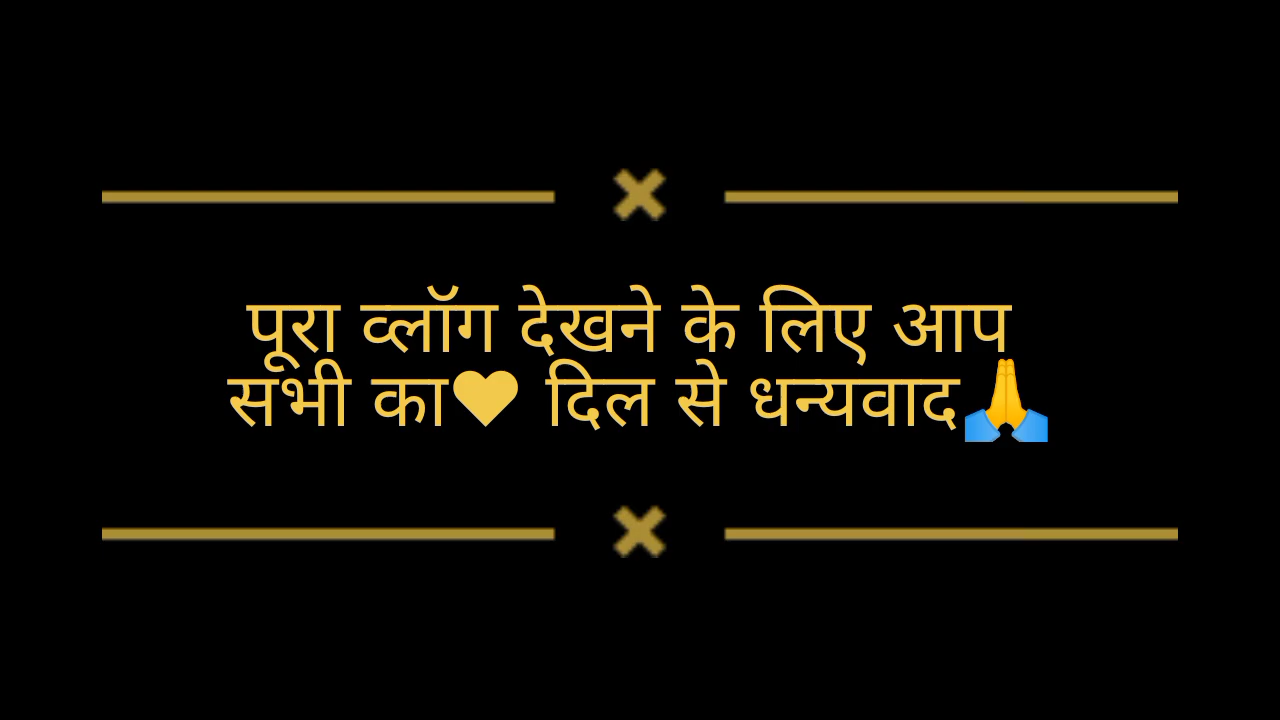 पूरा व्लॉग देखने के लिए आप
सभी का♥ दिल से धन्यवाद🙏